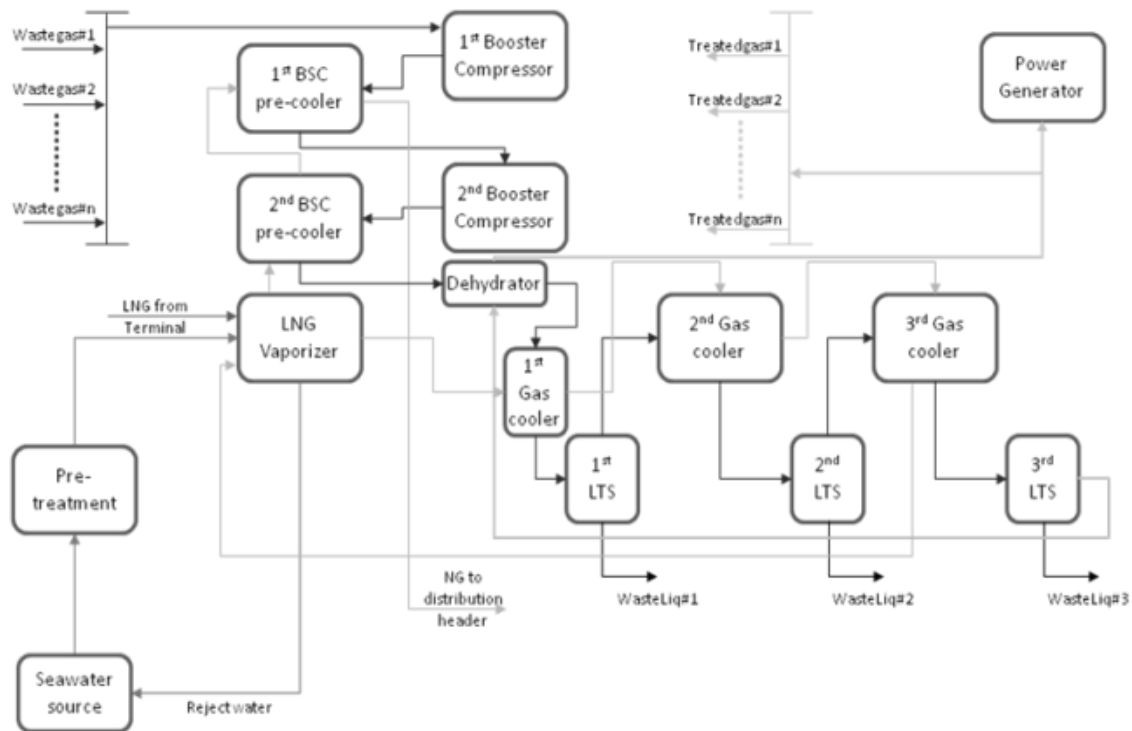 Wastegas#1
Wastegas#2
Wastegas#n
1st BSC
pre-cooler
1st Booster
Compressor
2nd BSC
pre-cooler
2nd Booster
Compressor
Treatedgas#1
Treatedgas#2
Treatedgas#n
Power
Generator
Dehydrator
LNG from
Terminal
LNG
Vaporizer
1st
Gas
cooler
2nd Gas
cooler
3rd Gas
cooler
Pre-
treatment
1st
LTS
2nd
LTS
3rd
LTS
NG to
distribution
header
WasteLiq#1
WasteLiq#2
WasteLiq#3
Seawater
source
Reject water